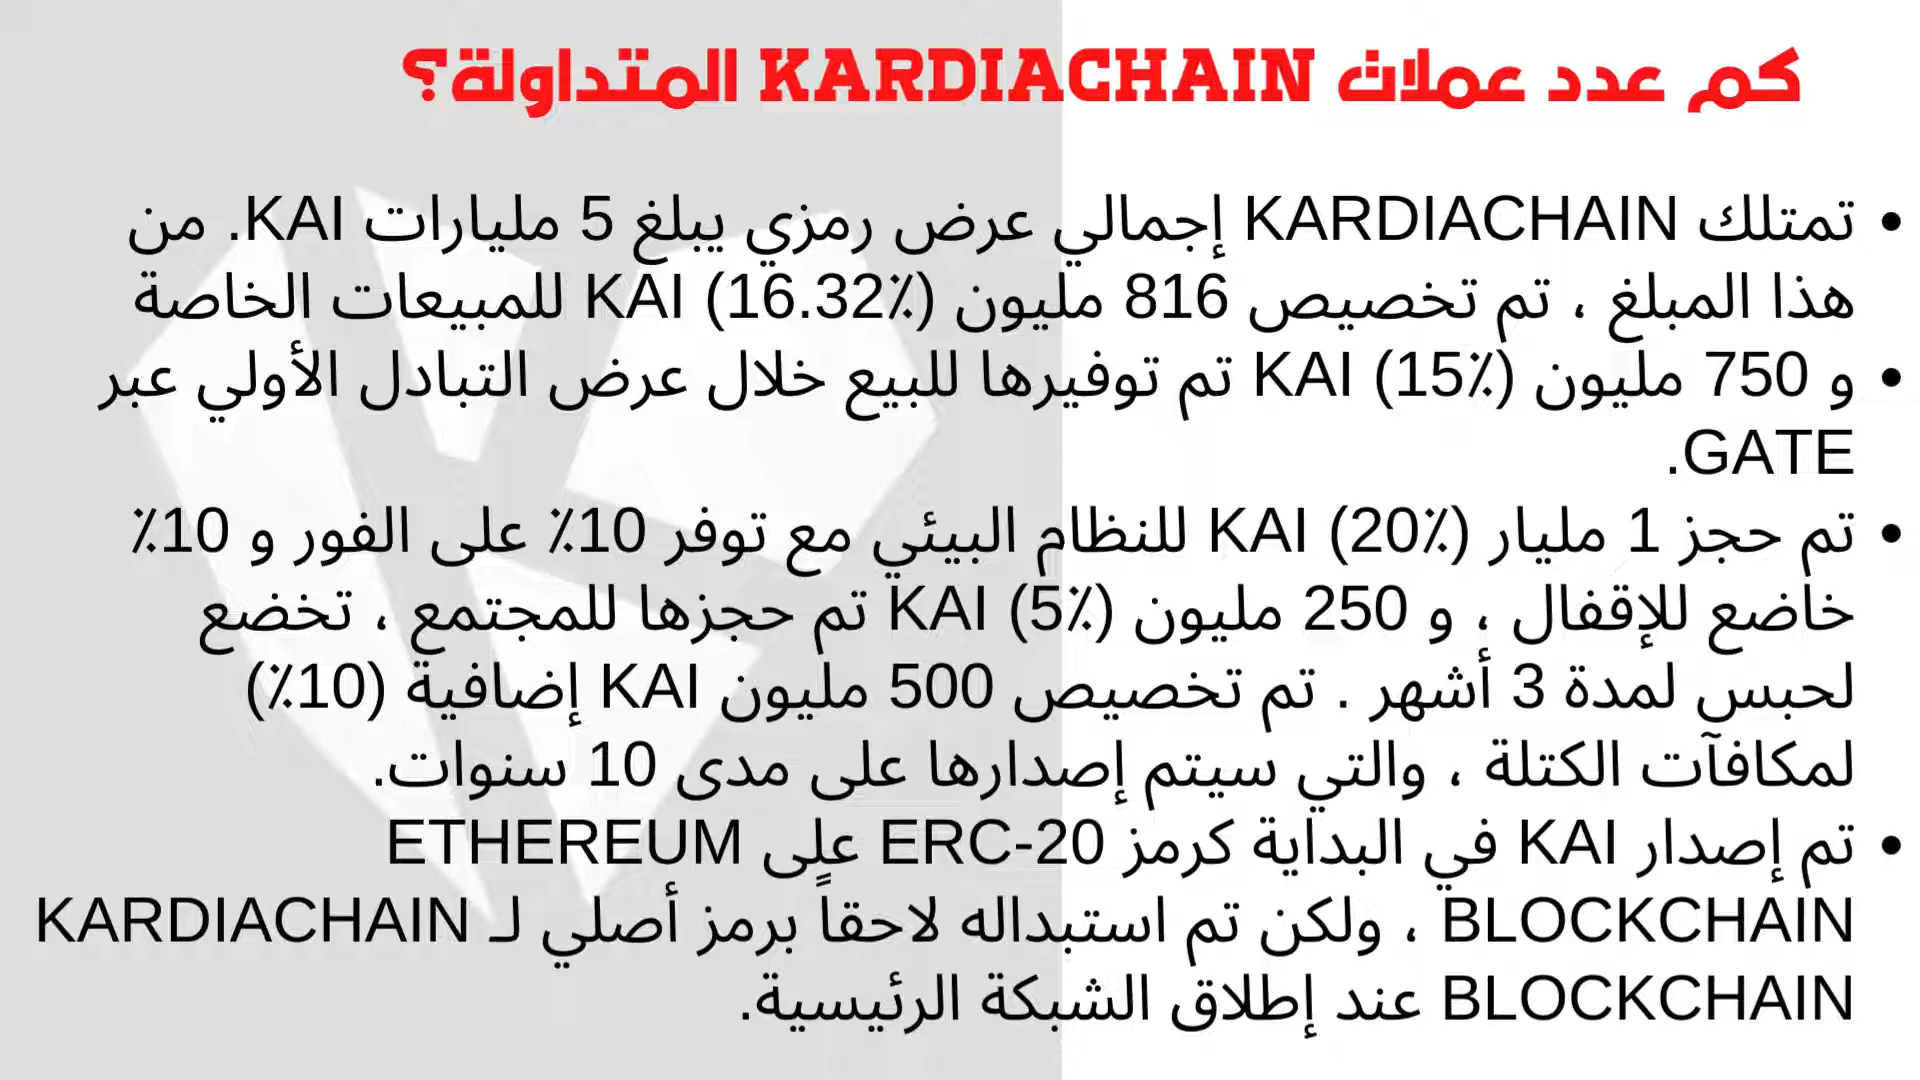 كم عدد عملات KARDIACHAIN المتداولة؟
• تمتلك KARDIACHAIN إجمالي عرض رمزي يبلغ 5 مليارات KAI. من
هذا المبلغ ، تم تخصيص 816 مليون KAI (16.32٪) للمبيعات الخاصة
• و 750 مليون KAI (15٪) تم توفيرها للبيع خلال عرض التبادل الأولي عبر
GATE.
• تم حجز 1 مليار KAI (20٪) للنظام البيئي مع توفر 10٪ على الفور و 10٪
خاضع للإقفال ، و 250 مليون KAI (5٪) تم حجزها للمجتمع ، تخضع
لحبس لمدة 3 أشهر . تم تخصيص 500 مليون KAI إضافية (10٪)
لمكافآت الكتلة ، والتي سيتم إصدارها على مدى 10 سنوات.
• تم إصدار KAI في البداية كرمز ERC-20 على ETHEREUM
BLOCKCHAIN ، ولكن تم استبداله لاحقاً برمز أصلي لـ KARDIACHAIN
BLOCKCHAIN عند إطلاق الشبكة الرئيسية.